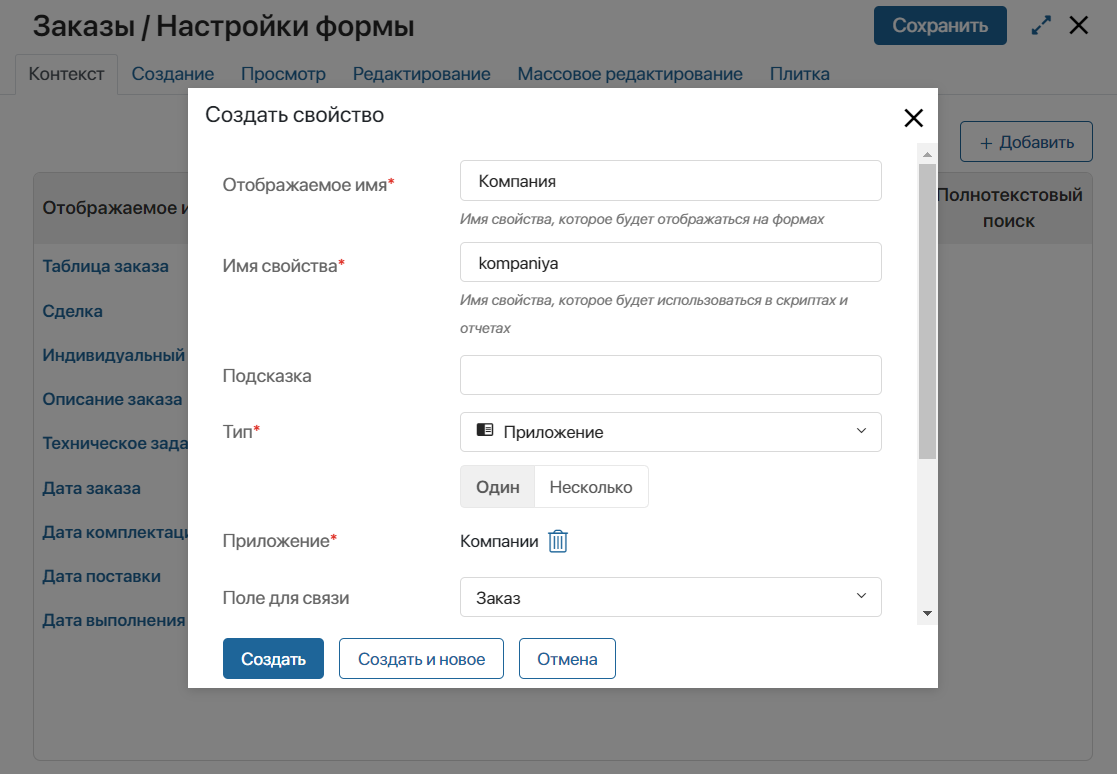 Заказы / Настройки формы
Сохранить
Контекст Создание Просмотр Редактирование Массовое редактирование Плитка
Создать свойство
+ Добавить
Отображаемое и
Полнотекстовый
поиск
Таблица заказа
Сделка
Индивидуальный
Описание заказа
Техническое зада
Дата заказа
Дата комплектаци
Дата поставки
Дата выполнения
Отображаемое имя*
Компания
Имя свойства, которое будет отображаться на формах
Имя свойства*
kompaniya
Имя свойства, которое будет использоваться в скриптах и
отчетах
Подсказка
Тип*
Приложение
Один Несколько
Приложение*
Компании
Поле для связи
Заказ
Создать Создать и новое Отмена